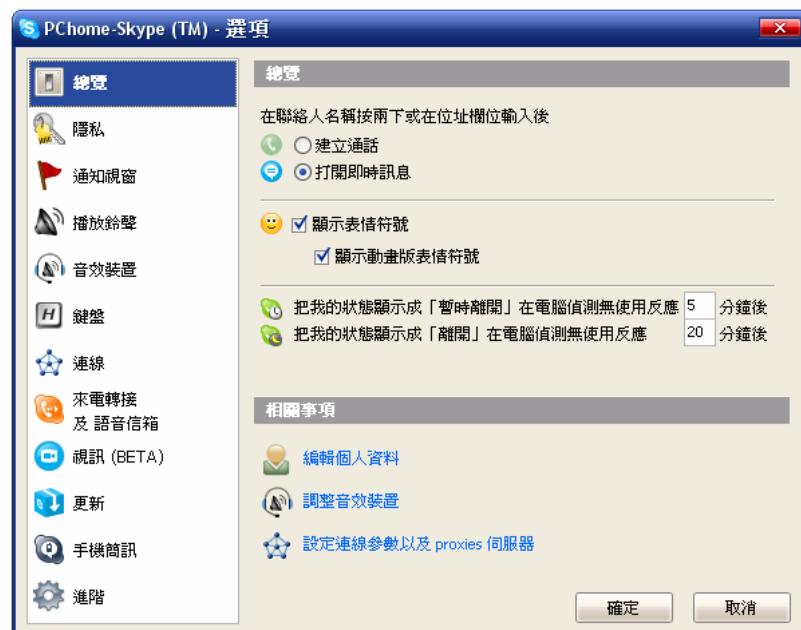 PChome-Skype (TM) - 選項
總覽
隱私
通知視窗
播放鈴聲
音效裝置
H 鍵盤
連線
來電轉接
及 語音信箱
視訊 (BETA)
更新
手機簡訊
進階
總覽
在聯絡人名稱按兩下或在位址欄位輸入後
建立通話
打開即時訊息
顯示表情符號
顯示動畫版表情符號
把我的狀態顯示成「暫時離開」在電腦偵測無使用反應 5 分鐘後
把我的狀態顯示成「離開」在電腦偵測無使用反應 20 分鐘後
相關事項
編輯個人資料
調整音效裝置
設定連線參數以及 proxies 伺服器
確定 取消